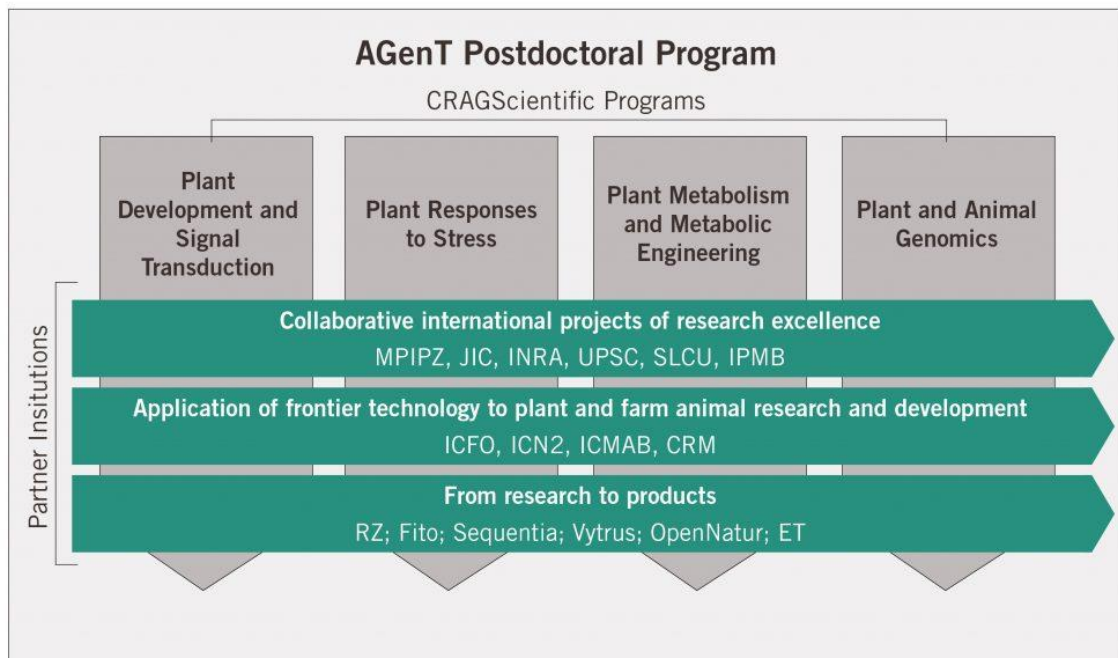 AGenT Postdoctoral Program
CRAGScientific Programs
Plant
Development and
Signal
Transduction
Plant Responses
to Stress
Plant Metabolism
and Metabolic
Engineering
Plant and Animal
Genomics
Partner Insitutions
Collaborative international projects of research excellence
MPIPZ, JIC, INRA, UPSC, SLCU, IPMB
Application of frontier technology to plant and farm animal research and development
ICFO, ICN2, ICMAB, CRM
From research to products
RZ; Fito; Sequentia; Vytrus; OpenNatur; ET